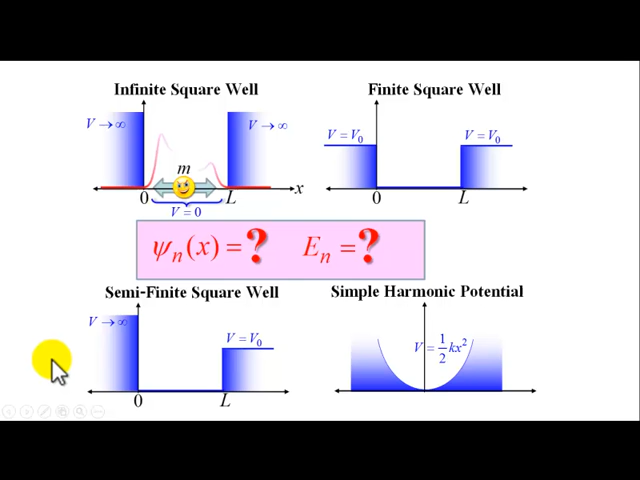 Infinite Square Well
V → ∞
V → ∞
m
0
L
x
V = 0
Finite Square Well
V = V₀
V = V₀
0
L
ψₙ(x) = ?
Eₙ = ?
Semi-Finite Square Well
V → ∞
V = V₀
0
L
Simple Harmonic Potential
V = 1/2 kx²